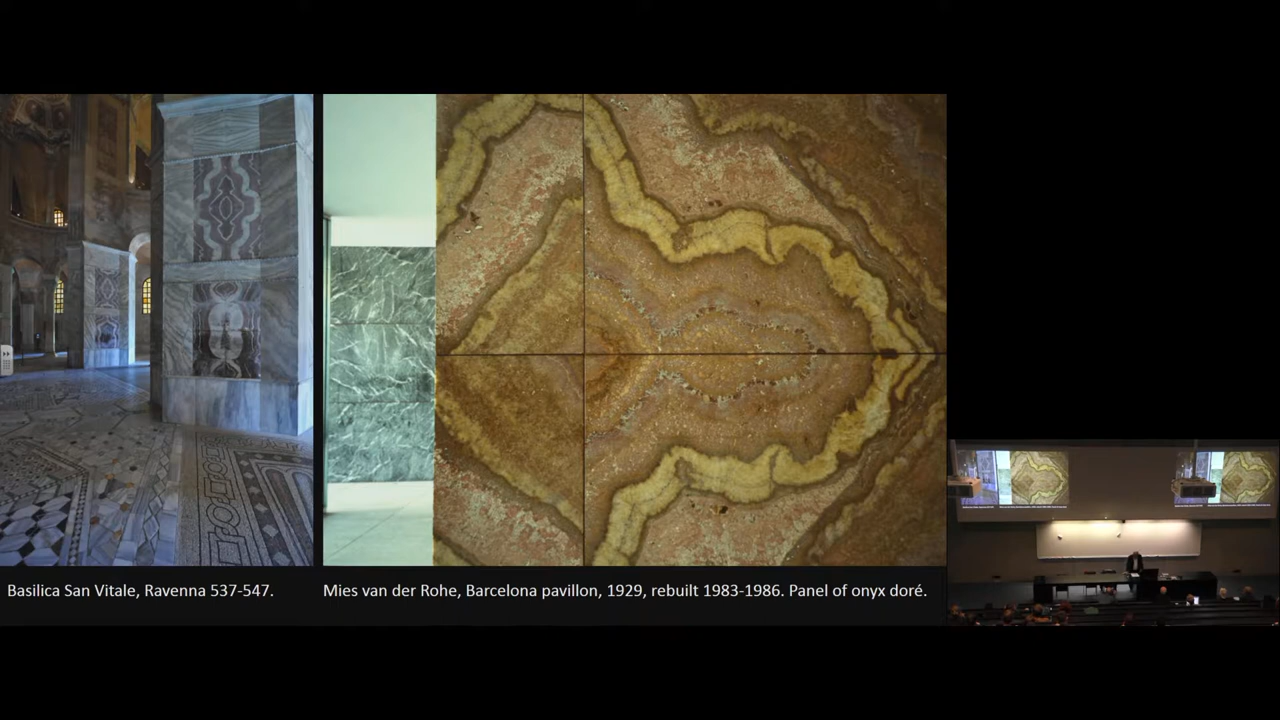 Basilica San Vitale, Ravenna 537-547.
Mies van der Rohe, Barcelona pavillon, 1929, rebuilt 1983-1986. Panel of onyx doré.